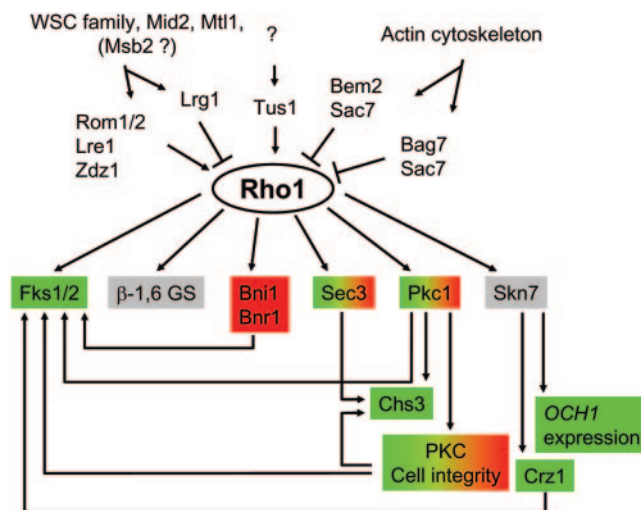 WSC family, Mid2, Mtl1,
(Msb2 ?)
?
Actin cytoskeleton
Lrg1
Tus1
Bem2
Sac7
Rom1/2
Lre1
Zdz1
Bag7
Sac7
Rho1
Fks1/2
β-1,6 GS
Bni1
Bnr1
Sec3
Pkc1
Skn7
Chs3
OCH1
expression
PKC
Cell integrity
Crz1